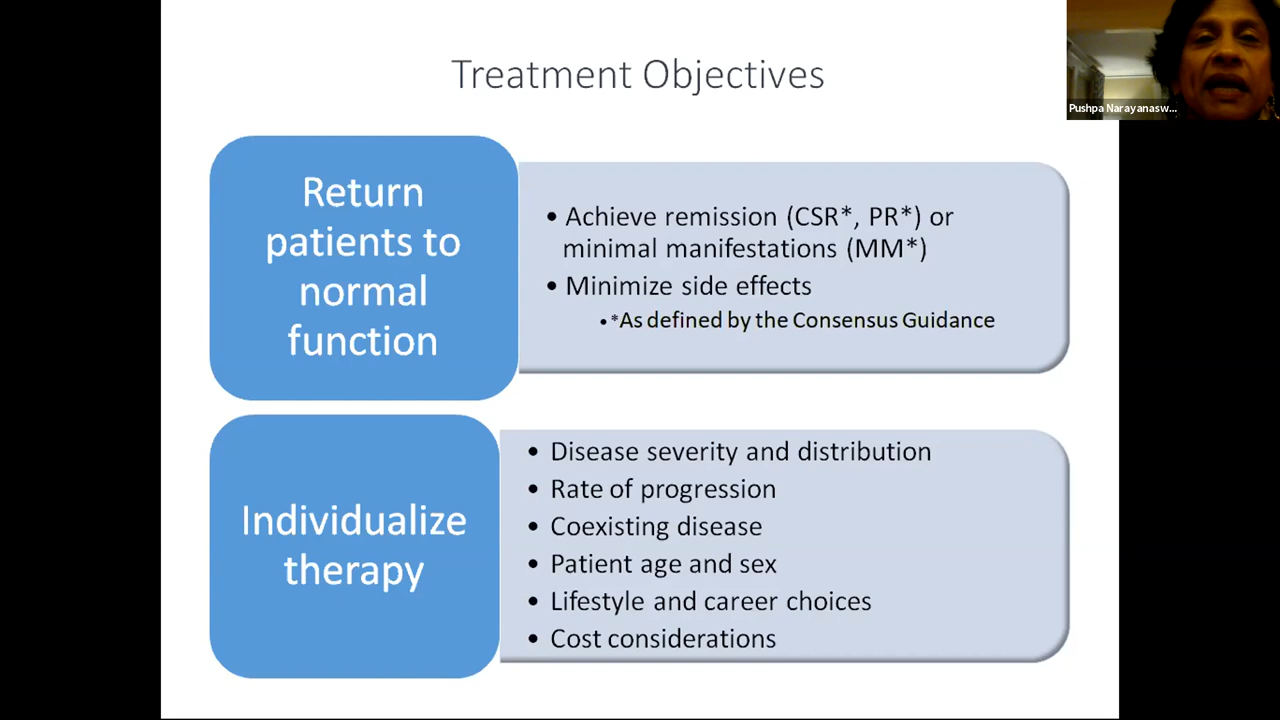 Treatment Objectives
Pushpa Narayanasw...
Return
patients to
normal
function
• Achieve remission (CSR*, PR*) or
minimal manifestations (MM*)
• Minimize side effects
• *As defined by the Consensus Guidance
Individualize
therapy
• Disease severity and distribution
• Rate of progression
• Coexisting disease
• Patient age and sex
• Lifestyle and career choices
• Cost considerations